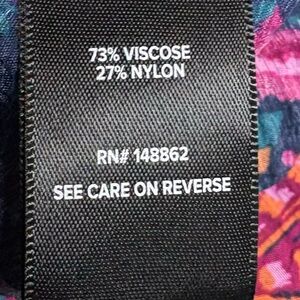 73% VISCOSE
27% NYLON
RN# 148862
SEE CARE ON REVERSE